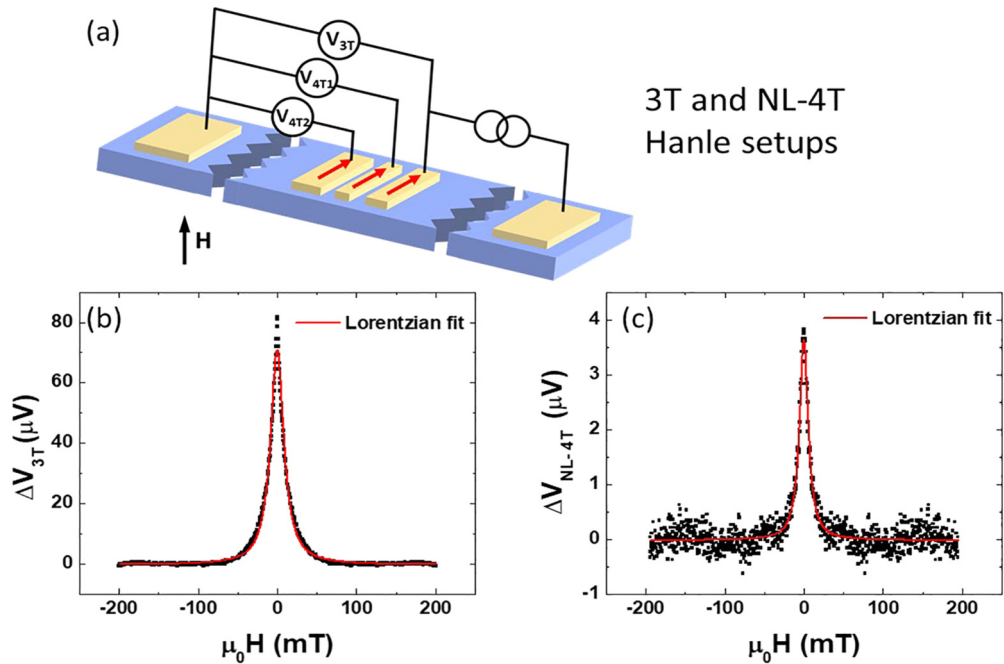 (a)
V3T
V4T1
V4T2
H
3T and NL-4T
Hanle setups
(b)
Lorentzian fit
80
60
40
20
0
ΔV3T (μV)
-200 -100 0 100 200
μ0H (mT)
(c)
Lorentzian fit
4
3
2
1
0
-1
ΔVNL-4T (μV)
-200 -100 0 100 200
μ0H (mT)